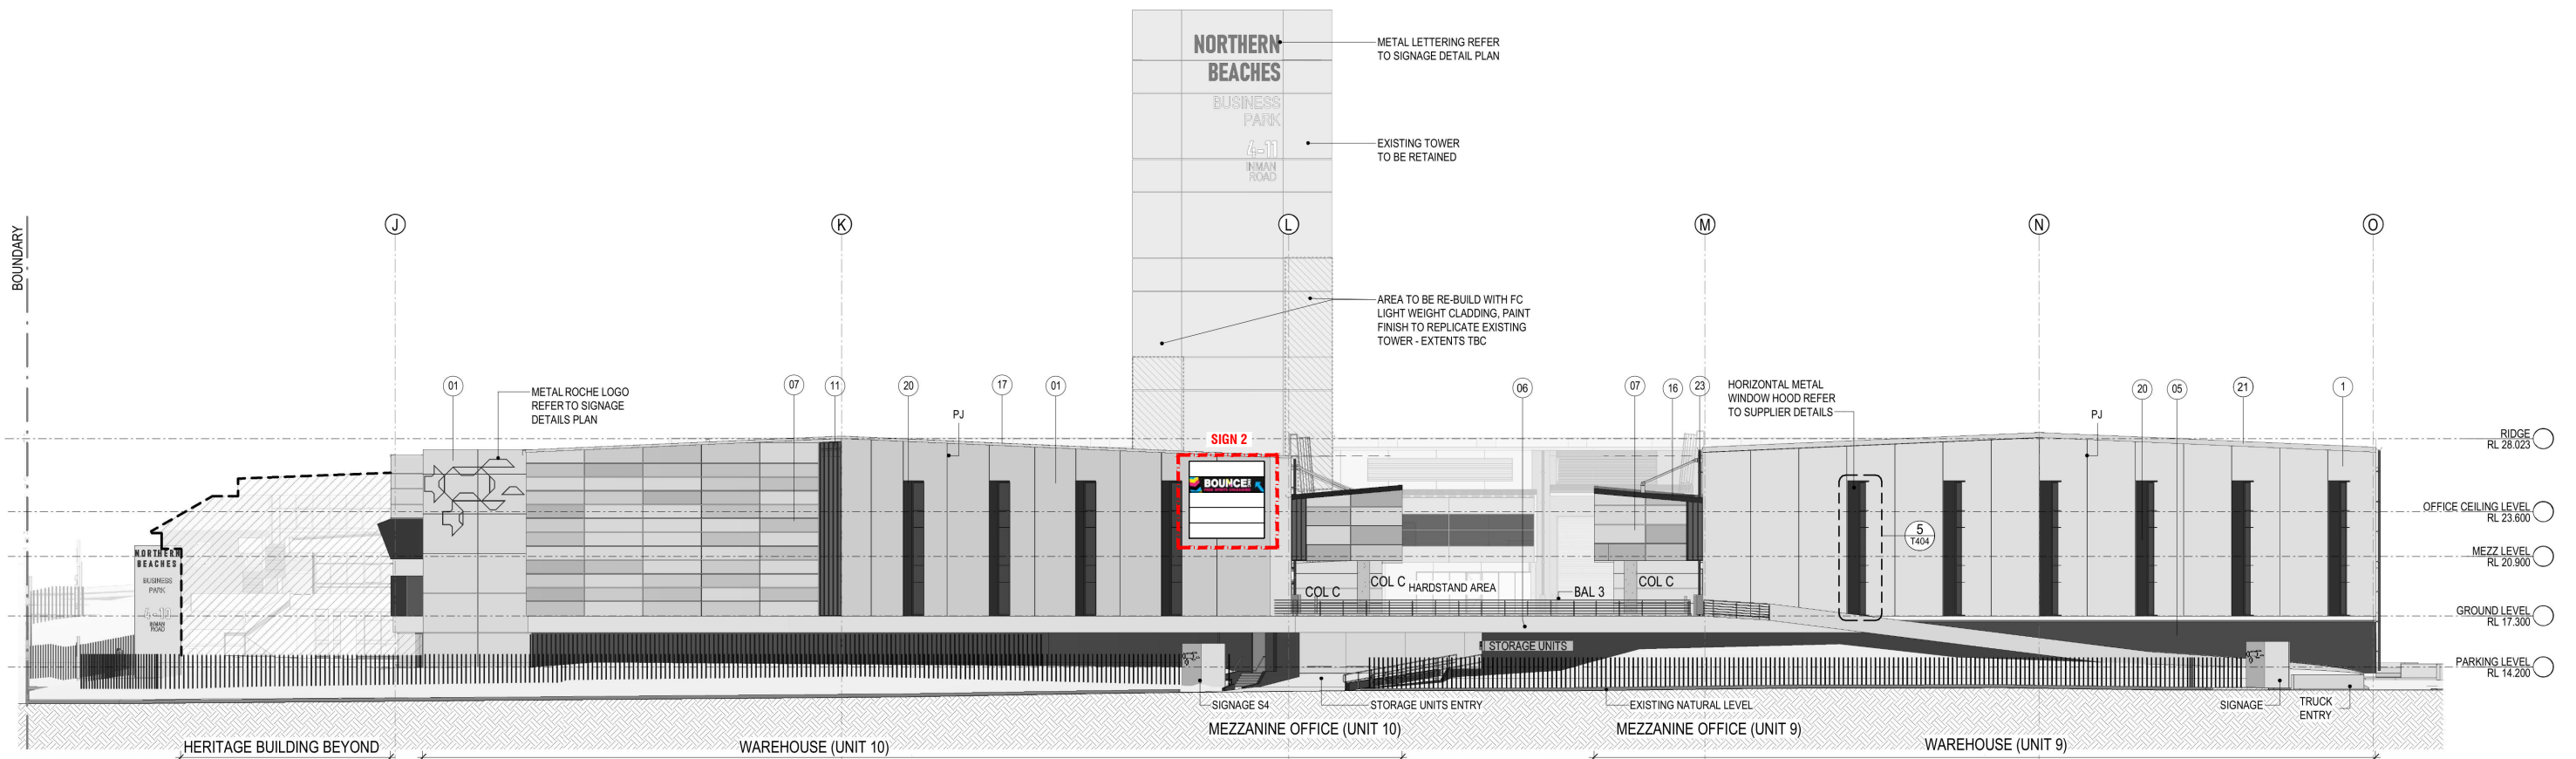 NORTHERN
BEACHES
BUSINESS
PARK
4-11
INMAN
ROAD
METAL LETTERING REFER
TO SIGNAGE DETAIL PLAN
EXISTING TOWER
TO BE RETAINED
BOUNDARY
J
K
L
M
N
O
AREA TO BE RE-BUILD WITH FC
LIGHT WEIGHT CLADDING, PAINT
FINISH TO REPLICATE EXISTING
TOWER - EXTENTS TBC
01
METAL ROCHE LOGO
REFER TO SIGNAGE
DETAILS PLAN
07
11
20
17
01
PJ
06
07
16
23
HORIZONTAL METAL
WINDOW HOOD REFER
TO SUPPLIER DETAILS
20
05
21
1
PJ
SIGN 2
BOUNCE
RIDGE
RL 28.023
OFFICE CEILING LEVEL
RL 23.600
5
T404
MEZZ LEVEL
RL 20.900
NORTHERN
BEACHES
BUSINESS
PARK
4-11
INMAN
ROAD
COL C
COL C
HARDSTAND AREA
BAL 3
COL C
GROUND LEVEL
RL 17.300
STORAGE UNITS
PARKING LEVEL
RL 14.200
SIGNAGE S4
STORAGE UNITS ENTRY
EXISTING NATURAL LEVEL
SIGNAGE
TRUCK
ENTRY
MEZZANINE OFFICE (UNIT 10)
MEZZANINE OFFICE (UNIT 9)
HERITAGE BUILDING BEYOND
WAREHOUSE (UNIT 10)
WAREHOUSE (UNIT 9)